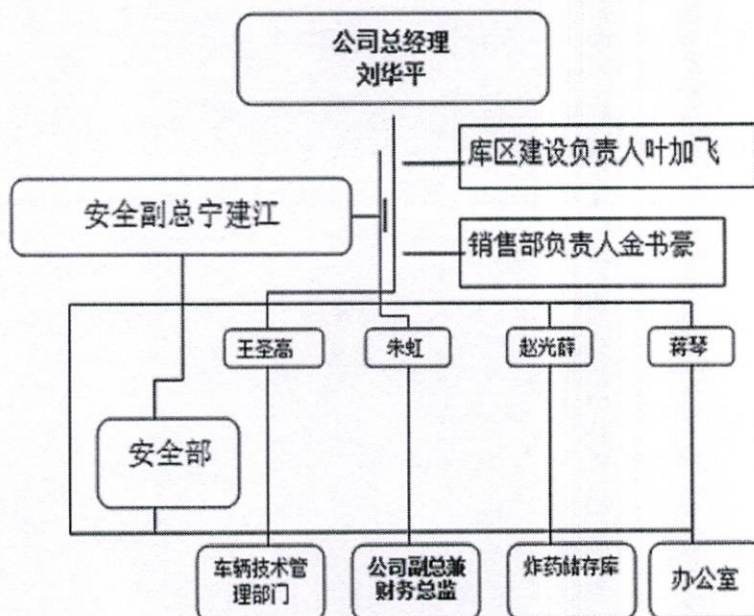 公司总经理
刘华平
库区建设负责人叶加飞
安全副总宁建江
销售部负责人金书豪
王圣高
朱虹
赵光薛
蒋琴
安全部
车辆技术管
理部门
公司副总兼
财务总监
炸药储存库
办公室